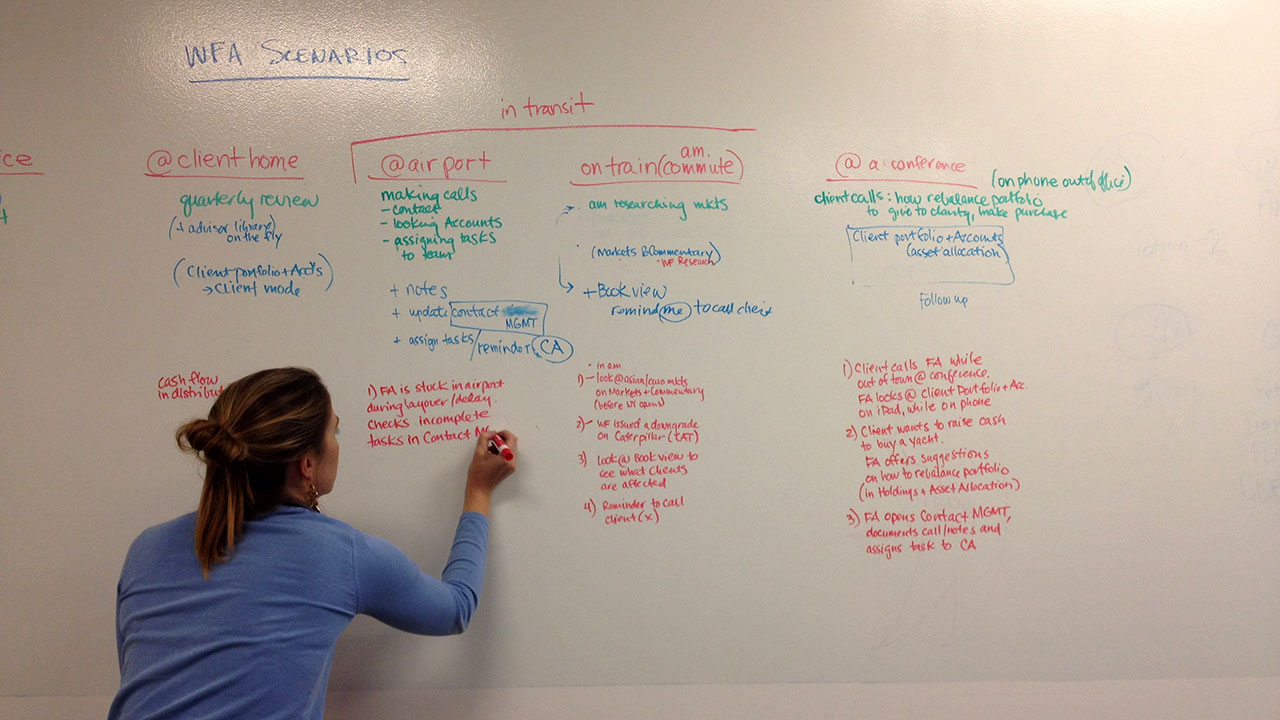 WFA SCENARIOS
in transit
ice
@ client home
quarterly review
(+ advisor library)
on the fly
(Client portfolio + Acc's
→ CLient mode)
cash flow
in distribut
@ airport
making calls
- contact
- looking Accounts
- assigning tasks
to team
+ notes
+ update contact
MGMT
+ assign tasks/reminder CA
1) FA is stuck in airport
during layover/delay.
checks incomplete
tasks in Contact M
on train (commute)
a.m.
am researching mkts
(Markets & Commentary)
- WF Research
+ Book view
remind me to call client
• in am
1) - look @ asian/euro mkts
on Markets + Commentary
(before NY opens)
2) - WF issued a downgrade
on Caterpillar (CAT)
3) Look @ Book view to
see what clients
are affected
4) Reminder to call
client (x)
@ a conference
(on phone out of office)
client calls: how rebalance portfolio
to give to charity, make purchase
Client portfolio + Accounts
(asset allocation)
Follow up
1) Client calls FA while
out of town @ conference.
FA looks @ Client Portfolio + Acc.
on iPad, while on phone
2) Client wants to raise cash
to buy a yacht.
FA offers suggestions
on how to rebalance portfolio
(in Holdings + Asset Allocation)
3) FA opens Contact MGMT,
documents call/notes and
assigns task to CA